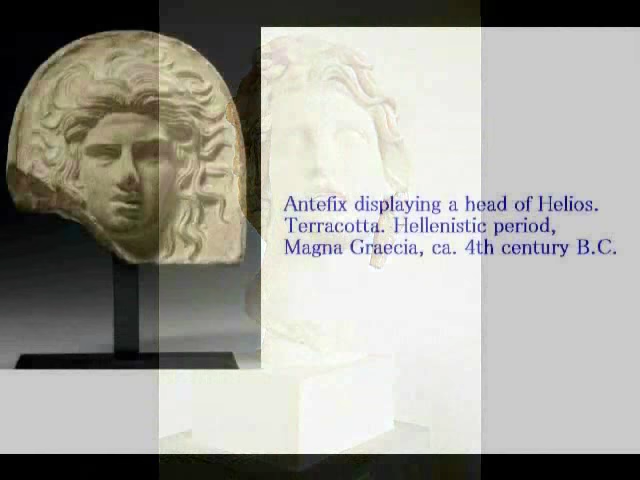 Antefix displaying a head of Helios.
Terracotta. Hellenistic period,
Magna Graecia, ca. 4th century B.C.